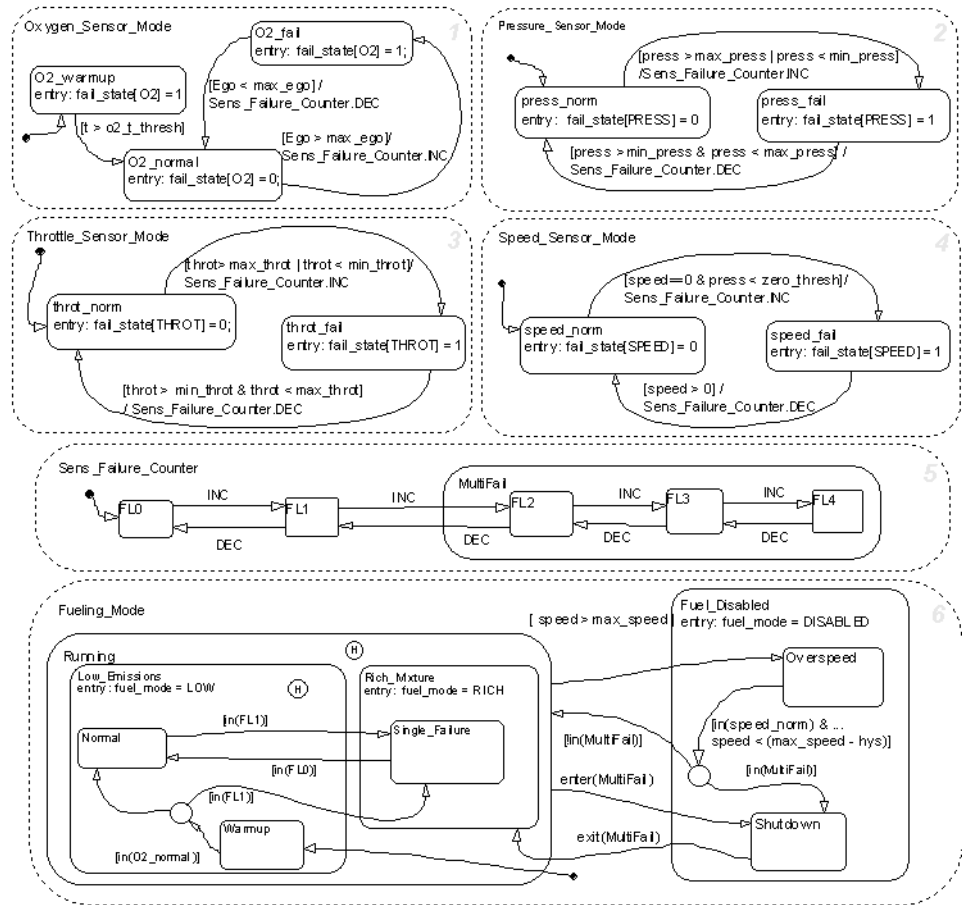 Oxygen_Sensor_Mode
1
O2_fail
entry: fail_state[O2] = 1;
O2_warmup
entry: fail_state[O2] = 1
[t > o2_t_thresh]
[Ego < max_ego] /
Sens_Failure_Counter.DEC
[Ego > max_ego]/
Sens_Failure_Counter.INC
O2_normal
entry: fail_state[O2] = 0;
Pressure_Sensor_Mode
2
[press > max_press | press < min_press]
/Sens_Failure_Counter.INC
press_norm
entry: fail_state[PRESS] = 0
press_fail
entry: fail_state[PRESS] = 1
[press > min_press & press < max_press] /
Sens_Failure_Counter.DEC
Throttle_Sensor_Mode
3
[throt> max_throt | throt < min_throt]/
Sens_Failure_Counter.INC
throt_norm
entry: fail_state[THROT] = 0;
throt_fail
entry: fail_state[THROT] = 1
[throt> min_throt & throt < max_throt]
/ Sens_Failure_Counter.DEC
Speed_Sensor_Mode
4
[speed==0 & press < zero_thresh]/
Sens_Failure_Counter.INC
speed_norm
entry: fail_state[SPEED] = 0
speed_fail
entry: fail_state[SPEED] = 1
[speed > 0] /
Sens_Failure_Counter.DEC
Sens_Failure_Counter
5
MultiFail
FL0
INC
DEC
FL1
INC
DEC
FL2
INC
DEC
FL3
INC
DEC
FL4
Fueling_Mode
6
Running
H
Low_Emissions
entry: fuel_mode = LOW
H
Normal
[in(FL1)]
[in(FL0)]
[in(FL1)]
Warmup
[in(O2_normal)]
Rich_Mixture
entry: fuel_mode = RICH
Single_Failure
[ speed > max_speed ]
[!in(MultiFail)]
enter(MultiFail)
exit(MultiFail)
Fuel_Disabled
entry: fuel_mode = DISABLED
Overspeed
[in(speed_norm) & ...
speed < (max_speed - hys)]
[in(MultiFail)]
Shutdown